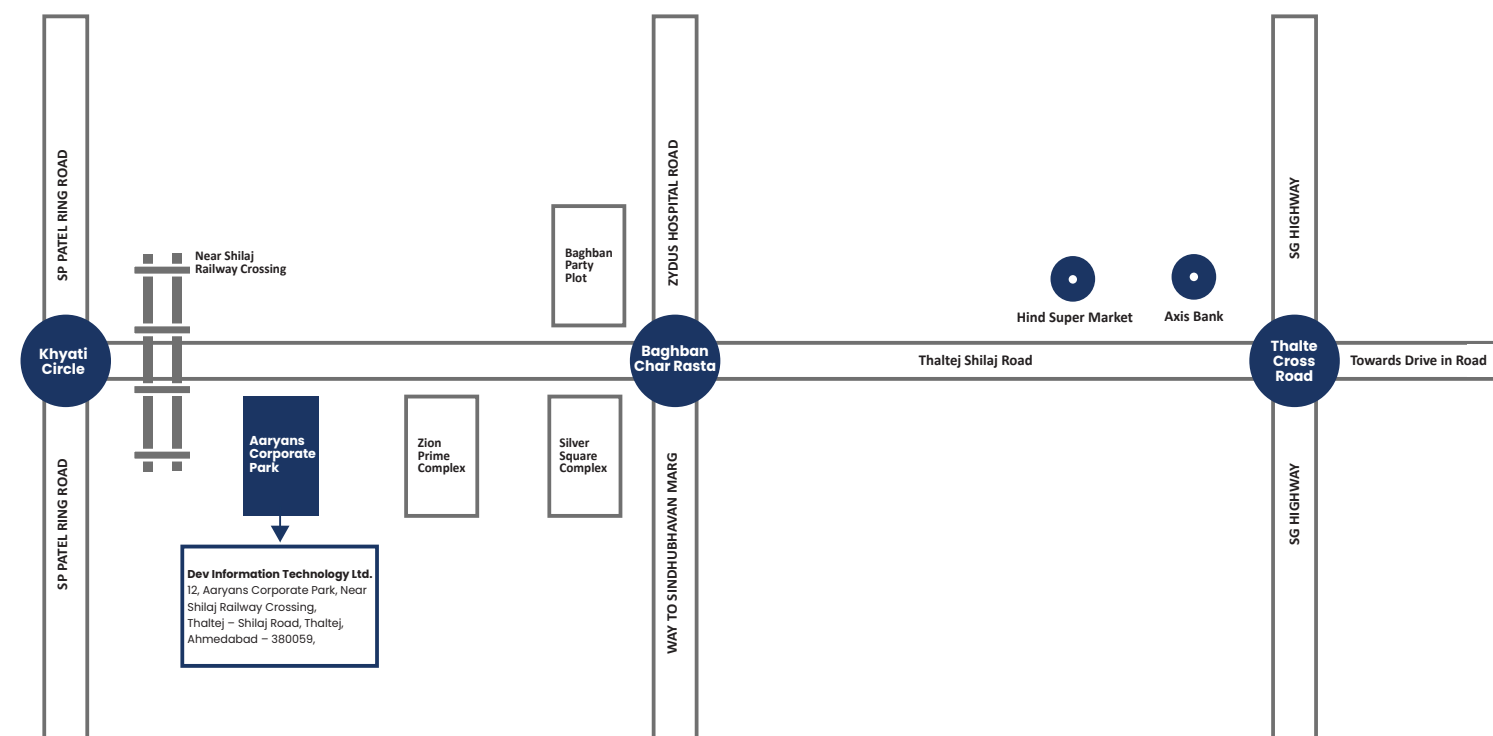 SP PATEL RING ROAD
ZYDUS HOSPITAL ROAD
SG HIGHWAY
Near Shilaj
Railway Crossing
Baghban
Party
Plot
Hind Super Market
Axis Bank
Khyati
Circle
Baghban
Char Rasta
Thaltej Shilaj Road
Thalte
Cross
Road
Towards Drive in Road
Aaryans
Corporate
Park
Zion
Prime
Complex
Silver
Square
Complex
SP PATEL RING ROAD
WAY TO SINDHUBHAVAN MARG
SG HIGHWAY
Dev Information Technology Ltd.
12, Aaryans Corporate Park, Near
Shilaj Railway Crossing,
Thaltej – Shilaj Road, Thaltej,
Ahmedabad – 380059,